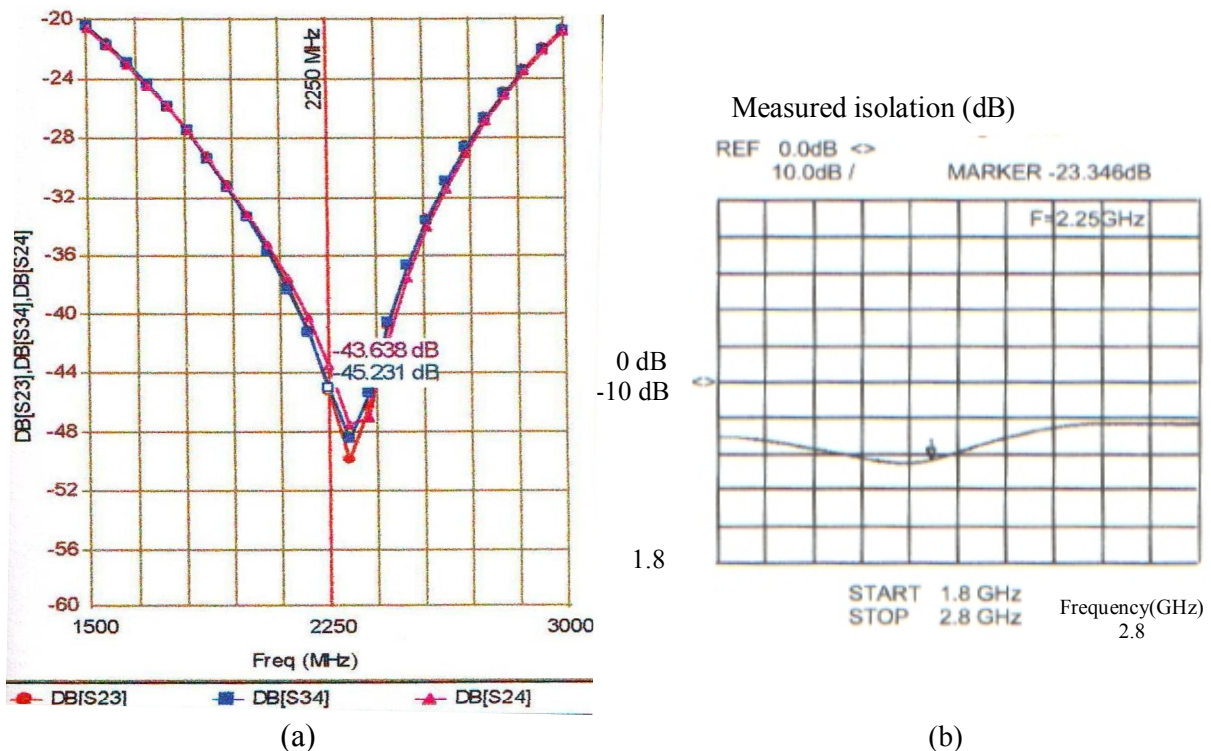 -20
-24
-28
-32
-36
-40
-44
-48
-52
-56
-60
DB[S23],DB[S34],DB[S24]
2250 MHz
-43.638 dB
-45.231 dB
1500
2250
3000
Freq (MHz)
DB[S23]
DB[S34]
DB[S24]
(a)
Measured isolation (dB)
REF 0.0dB <>
10.0dB / MARKER -23.346dB
F=2.25GHz
0 dB
-10 dB
<>
1.8
START 1.8 GHz
STOP 2.8 GHz
Frequency(GHz)
2.8
(b)